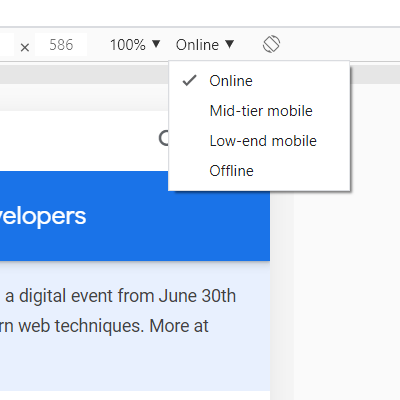 × 586 100% ▼ Online ▼
✓ Online
Mid-tier mobile
Low-end mobile
Offline
velopers
a digital event from June 30th
rn web techniques. More at